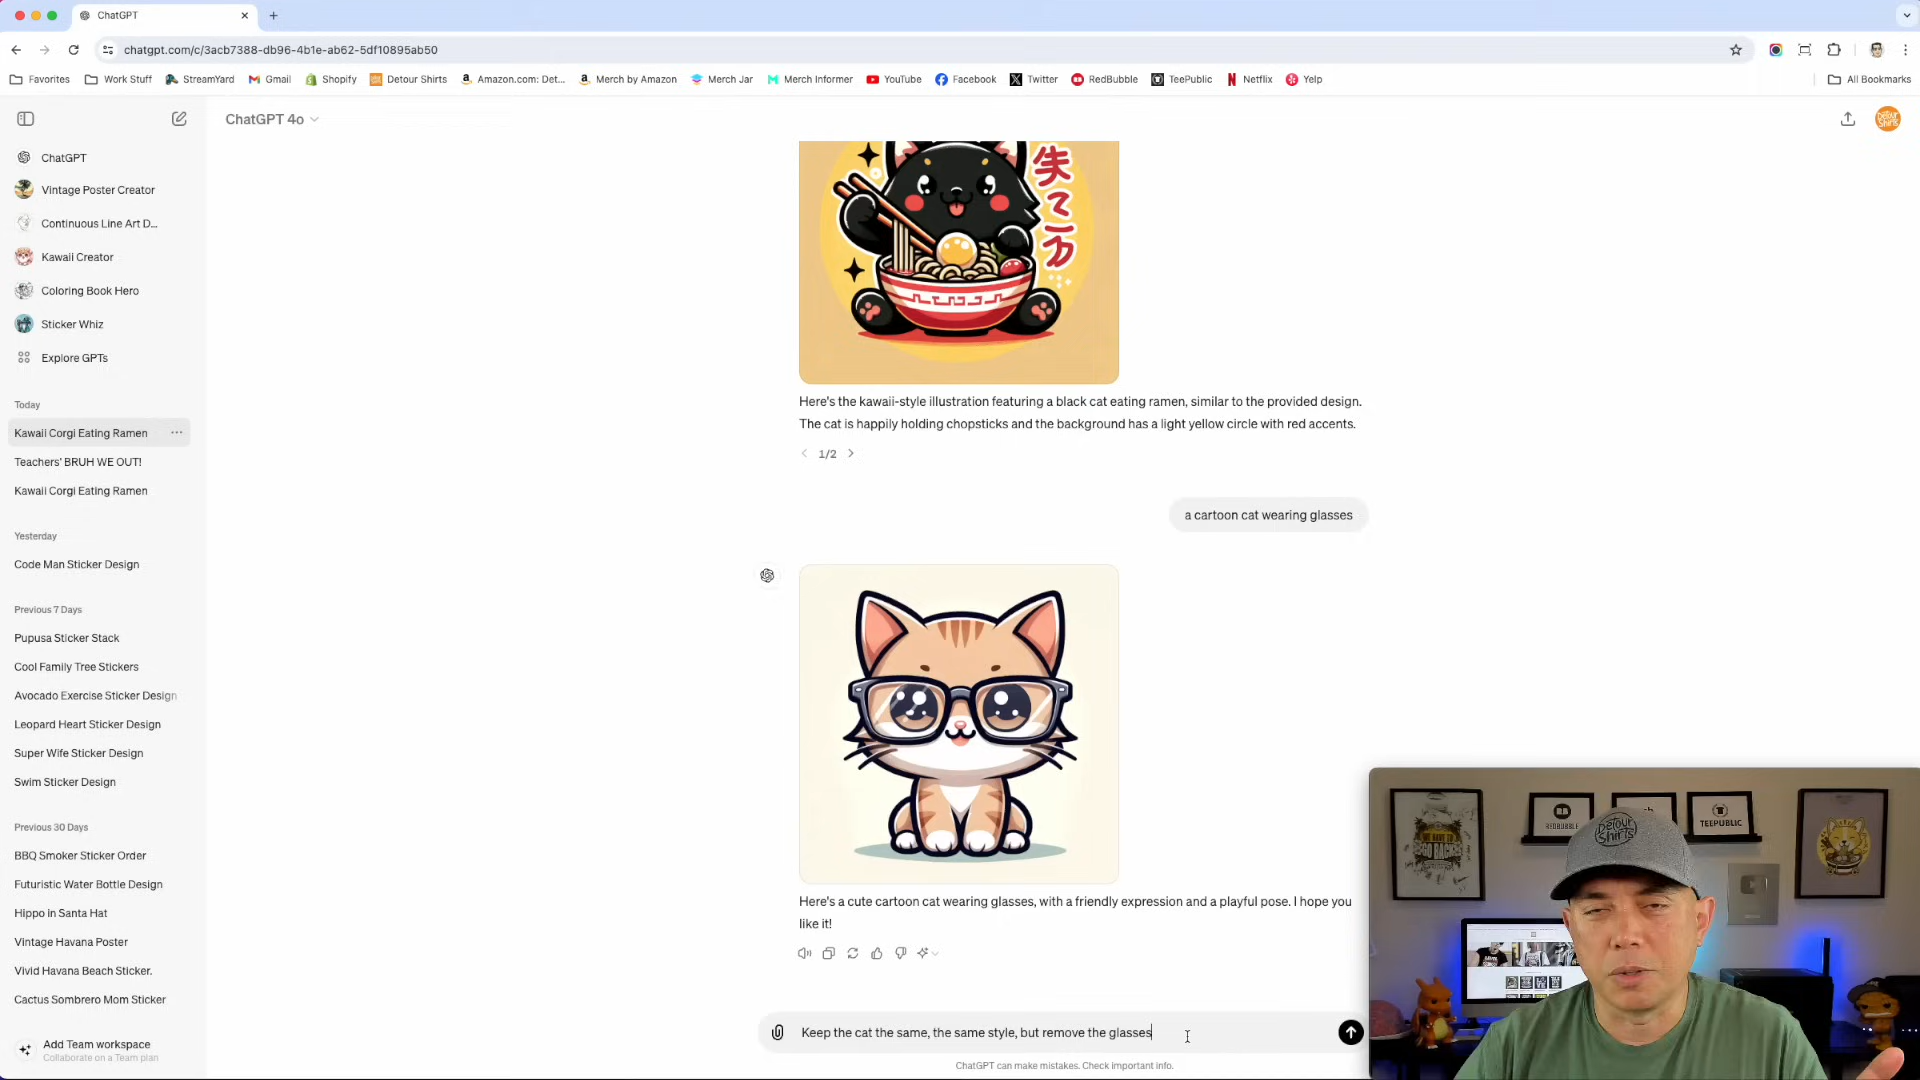 ChatGPT
chatgpt.com/c/3acb7388-db96-4b1e-ab62-5df10895ab50
Favorites
Work Stuff
StreamYard
Gmail
Shopify
Detour Shirts
Amazon.com: Det...
Merch by Amazon
Merch Jar
Merch Informer
YouTube
Facebook
Twitter
RedBubble
TeePublic
Netflix
Yelp
All Bookmarks
ChatGPT 4o
ChatGPT
Vintage Poster Creator
Continuous Line Art D...
Kawaii Creator
Coloring Book Hero
Sticker Whiz
Explore GPTs
Today
Kawaii Corgi Eating Ramen
Teachers' BRUH WE OUT!
Kawaii Corgi Eating Ramen
Yesterday
Code Man Sticker Design
Previous 7 Days
Pupusa Sticker Stack
Cool Family Tree Stickers
Avocado Exercise Sticker Design
Leopard Heart Sticker Design
Super Wife Sticker Design
Swim Sticker Design
Previous 30 Days
BBQ Smoker Sticker Order
Futuristic Water Bottle Design
Hippo in Santa Hat
Vintage Havana Poster
Vivid Havana Beach Sticker.
Cactus Sombrero Mom Sticker
Add Team workspace
Collaborate on a Team plan
Here's the kawaii-style illustration featuring a black cat eating ramen, similar to the provided design.
The cat is happily holding chopsticks and the background has a light yellow circle with red accents.
1/2
a cartoon cat wearing glasses
Here's a cute cartoon cat wearing glasses, with a friendly expression and a playful pose. I hope you
like it!
Keep the cat the same, the same style, but remove the glasses
ChatGPT can make mistakes. Check important info.
REDBUBBLE
TEEPUBLIC
DETOUR
SHIRTS